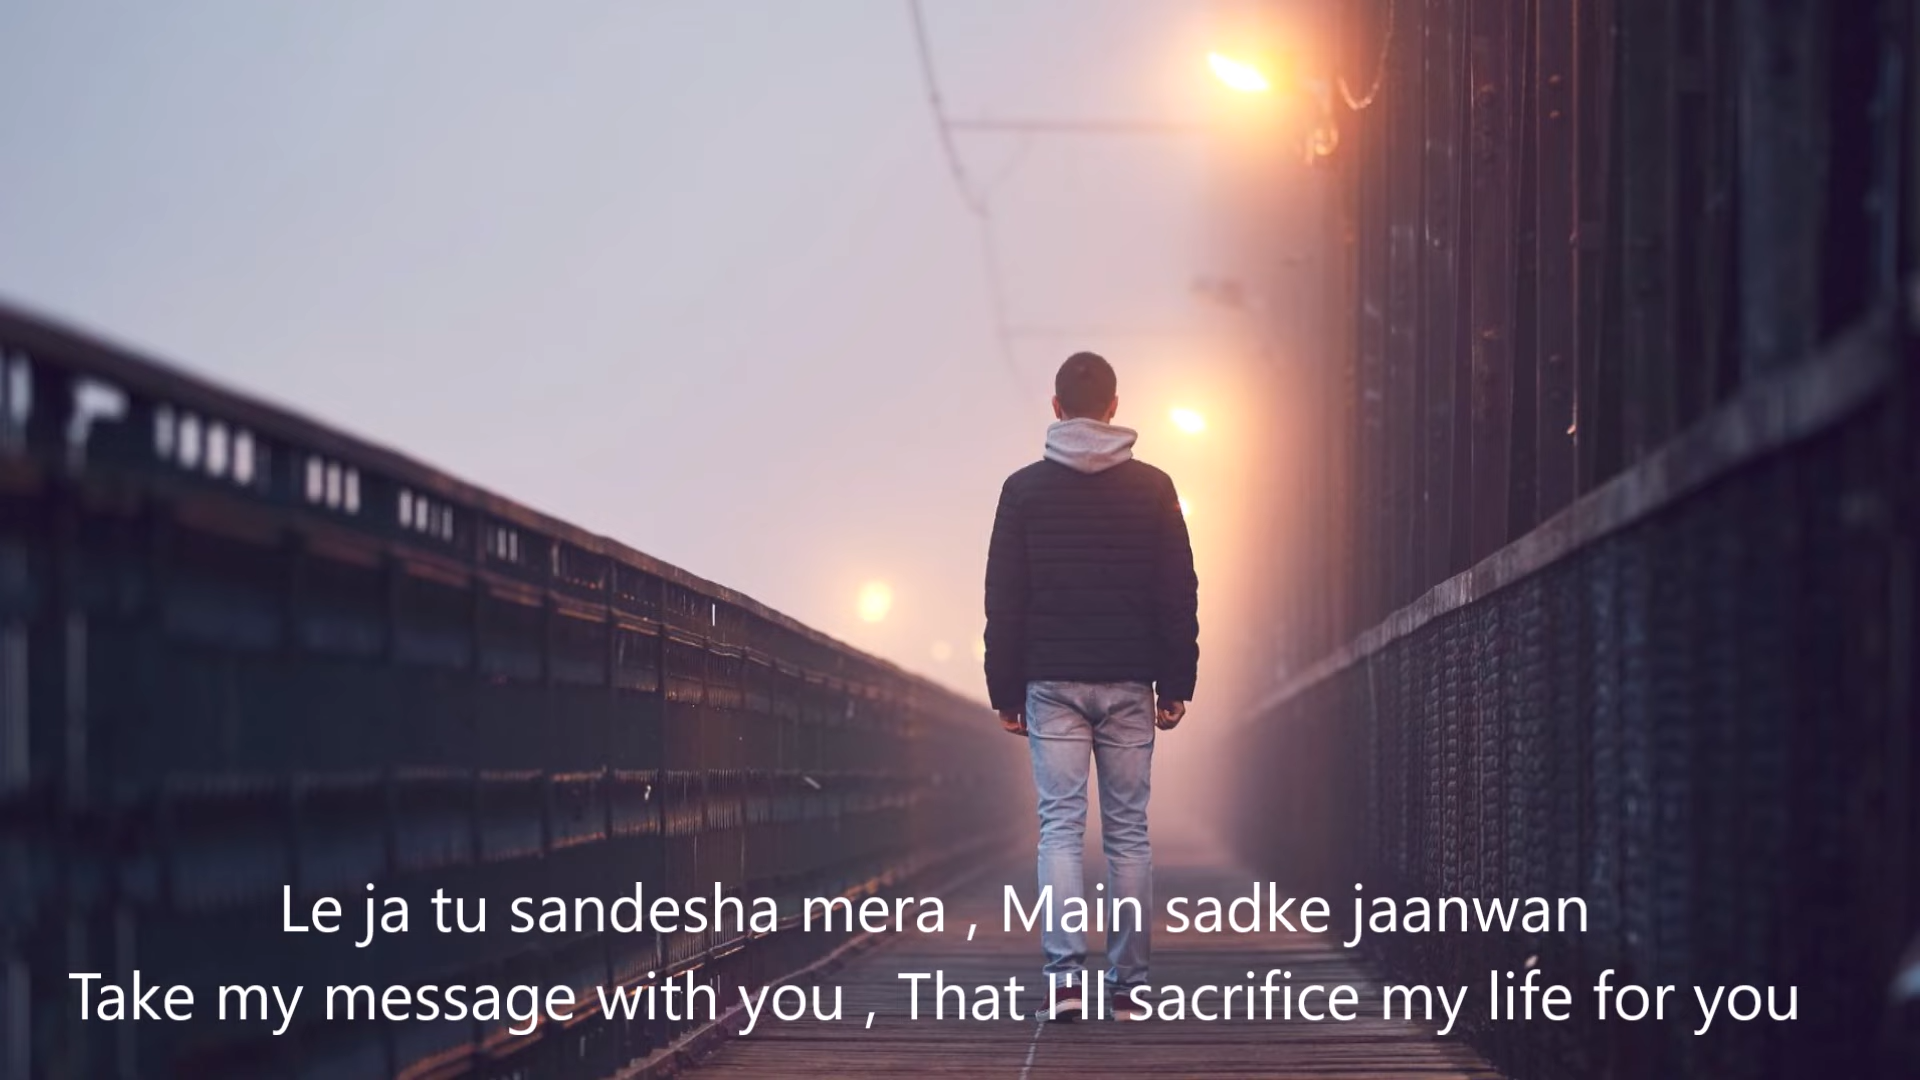 Le ja tu sandesha mera , Main sadke jaanwan
Take my message with you , That I'll sacrifice my life for you